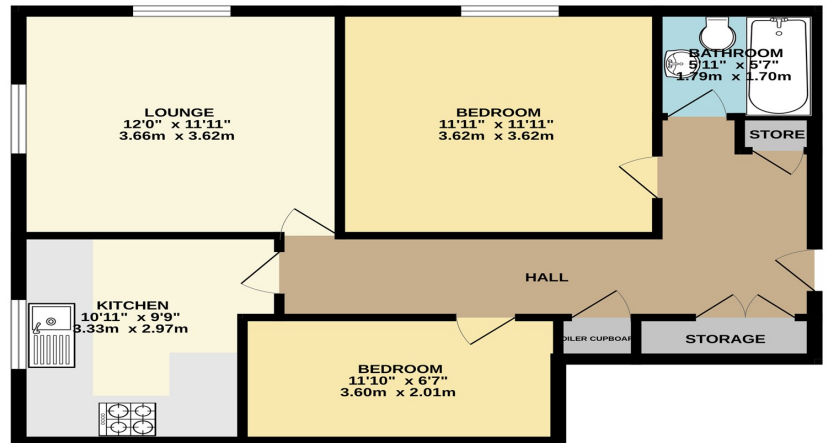 LOUNGE
12'0" x 11'11"
3.66m x 3.62m
BEDROOM
11'11" x 11'11"
3.62m x 3.62m
BATHROOM
5'11" x 5'7"
1.79m x 1.70m
STORE
HALL
KITCHEN
10'11" x 9'9"
3.33m x 2.97m
BEDROOM
11'10" x 6'7"
3.60m x 2.01m
OILER CUPBOAR
STORAGE